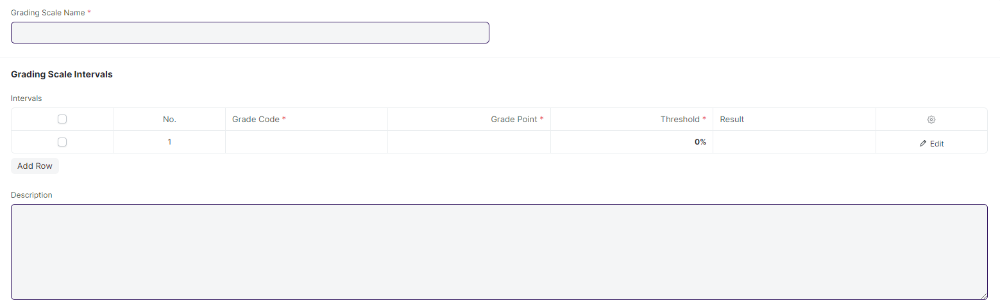 Grading Scale Name *
Grading Scale Intervals
Intervals
No. Grade Code * Grade Point * Threshold * Result
1 0% Edit
Add Row
Description